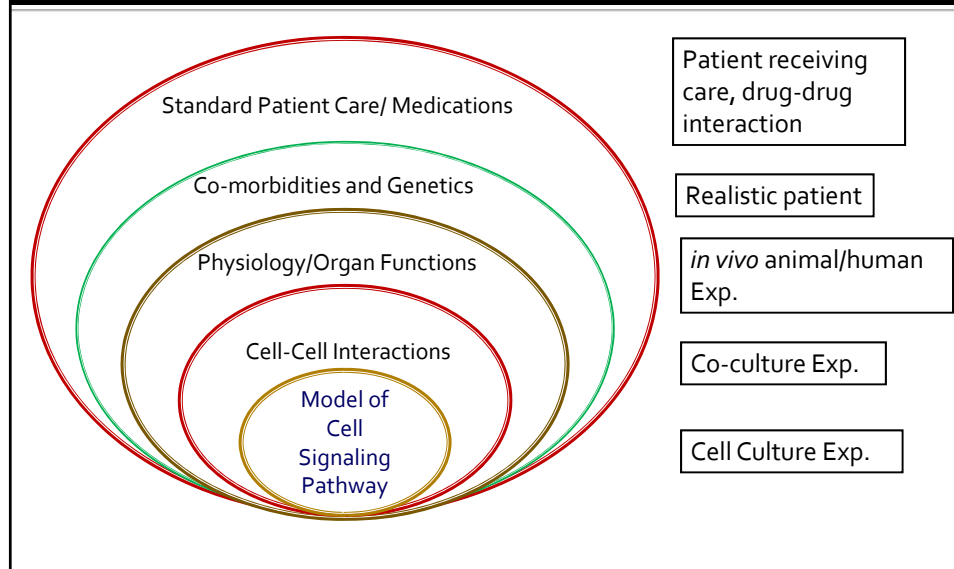 Standard Patient Care/ Medications
Co-morbidities and Genetics
Physiology/Organ Functions
Cell-Cell Interactions
Model of
Cell
Signaling
Pathway
Patient receiving
care, drug-drug
interaction
Realistic patient
in vivo animal/human
Exp.
Co-culture Exp.
Cell Culture Exp.